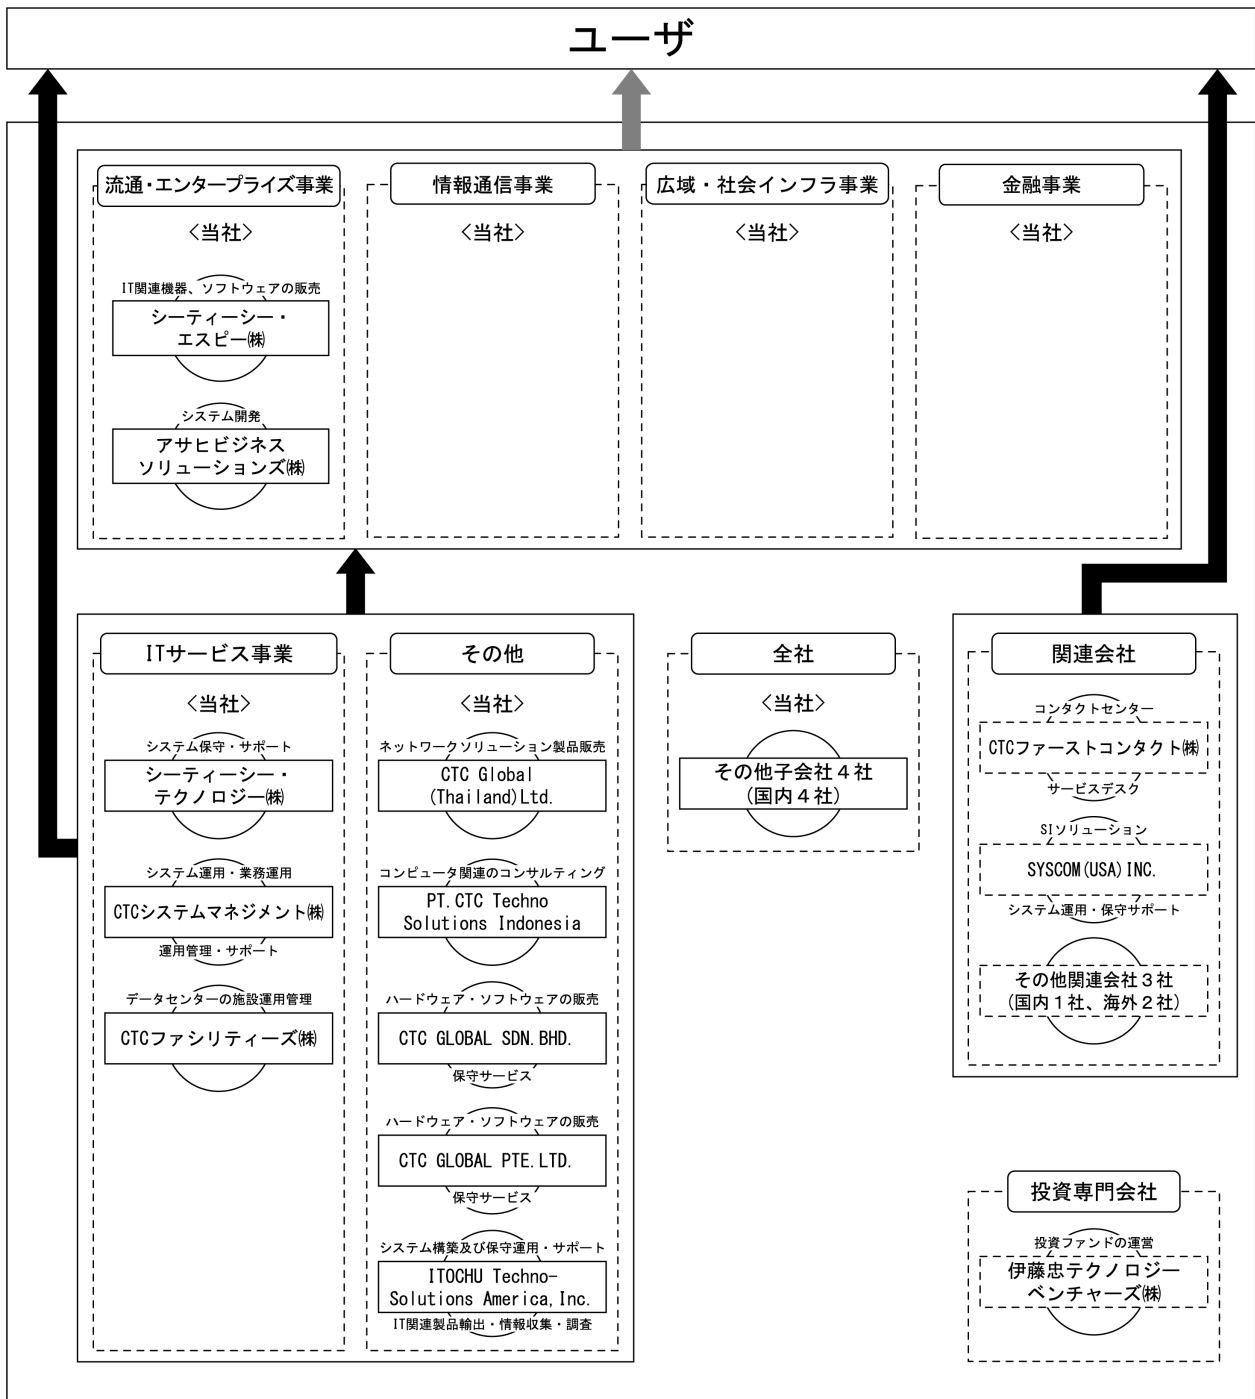 ユーザ
流通・エンタープライズ事業
〈当社〉
IT関連機器、ソフトウェアの販売
シーティーシー・
エスピー㈱
システム開発
アサヒビジネス
ソリューションズ㈱
情報通信事業
〈当社〉
広域・社会インフラ事業
〈当社〉
金融事業
〈当社〉
ITサービス事業
〈当社〉
システム保守・サポート
シーティーシー・
テクノロジー㈱
システム運用・業務運用
CTCシステムマネジメント㈱
運用管理・サポート
データセンターの施設運用管理
CTCファシリティーズ㈱
その他
〈当社〉
ネットワークソリューション製品販売
CTC Global
(Thailand)Ltd.
コンピュータ関連のコンサルティング
PT.CTC Techno
Solutions Indonesia
ハードウェア・ソフトウェアの販売
CTC GLOBAL SDN.BHD.
保守サービス
ハードウェア・ソフトウェアの販売
CTC GLOBAL PTE.LTD.
保守サービス
システム構築及び保守運用・サポート
ITOCHU Techno-
Solutions America,Inc.
IT関連製品輸出・情報収集・調査
全社
〈当社〉
その他子会社４社
(国内４社)
関連会社
コンタクトセンター
CTCファーストコンタクト㈱
サービスデスク
SIソリューション
SYSCOM(USA)INC.
システム運用・保守サポート
その他関連会社３社
(国内１社、海外２社)
投資専門会社
投資ファンドの運営
伊藤忠テクノロジー
ベンチャーズ㈱